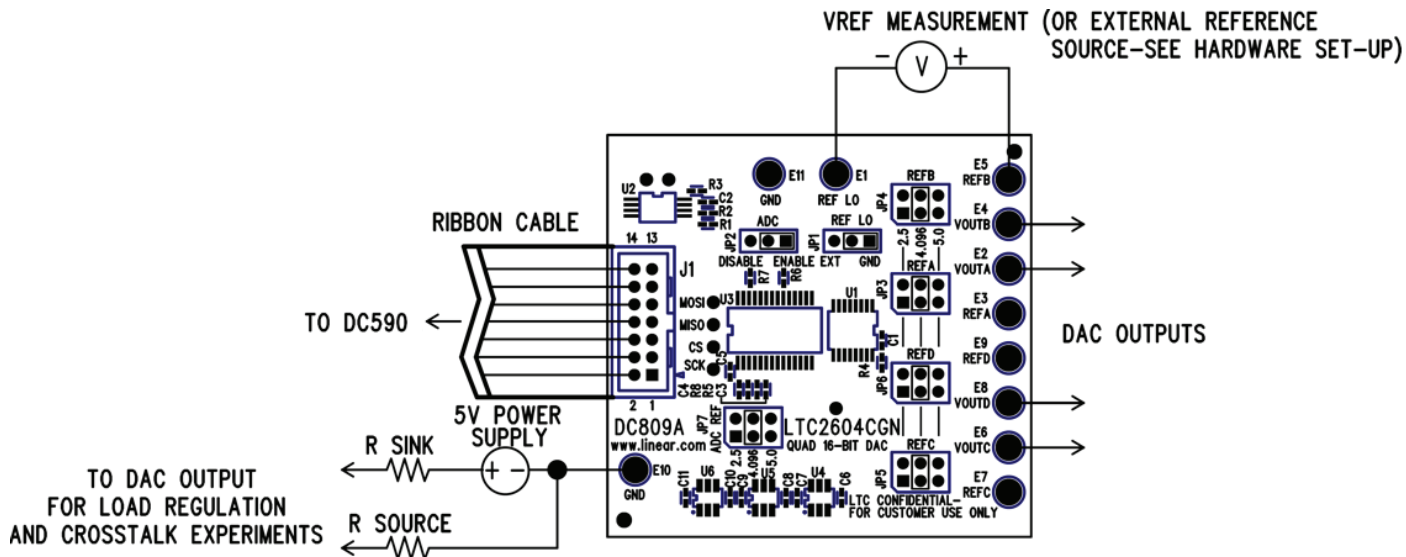 VREF MEASUREMENT (OR EXTERNAL REFERENCE
SOURCE-SEE HARDWARE SET-UP)
- V +
RIBBON CABLE
TO DC590
5V POWER
SUPPLY
+ -
R SINK
R SOURCE
TO DAC OUTPUT
FOR LOAD REGULATION
AND CROSSTALK EXPERIMENTS
DAC OUTPUTS
U2
R3
C2
R2
R1
E11
GND
E1
REF LO
14 13
J1
2 1
MOSI
MISO
CS
SCK
JP2
ADC
DISABLE ENABLE
JP1
REF LO
EXT GND
R7
R6
U3
U1
C1
R4
C5
C4
R8
R5
C3
REFB
JP4
2.5
4.096
5.0
REFA
JP3
JP6
REFD
REFC
JP5
E5
REFB
E4
VOUTB
E2
VOUTA
E3
REFA
E9
REFD
E8
VOUTD
E6
VOUTC
E7
REFC
DC809A
www.linear.com
ADC REF
JP7
2.5
4.096
5.0
LTC2604CGN
QUAD 16-BIT DAC
E10
GND
C11
U6
C10
C9
U5
C8
C7
U4
C6
LTC CONFIDENTIAL-
FOR CUSTOMER USE ONLY